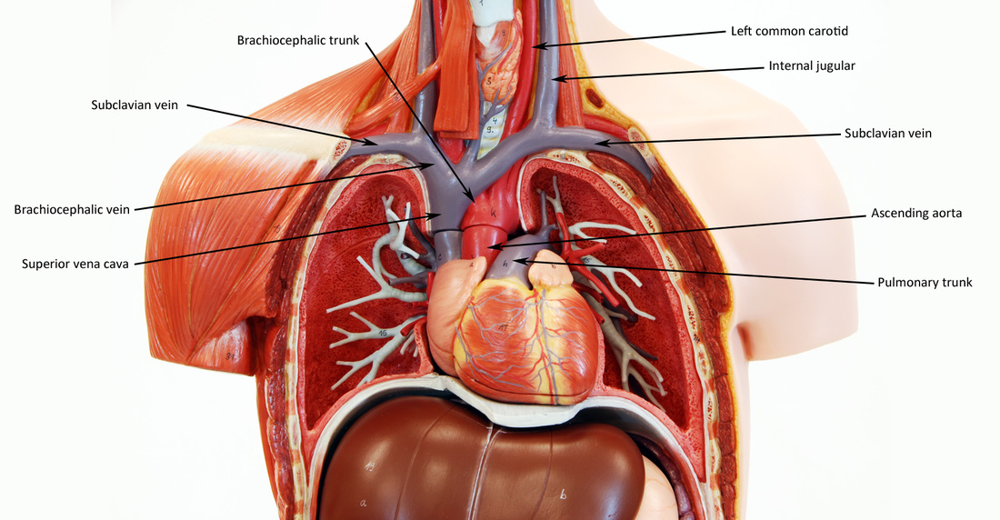 Brachiocephalic trunk
Left common carotid
Internal jugular
Subclavian vein
Subclavian vein
Brachiocephalic vein
Ascending aorta
Superior vena cava
Pulmonary trunk
k
h
15
a
b